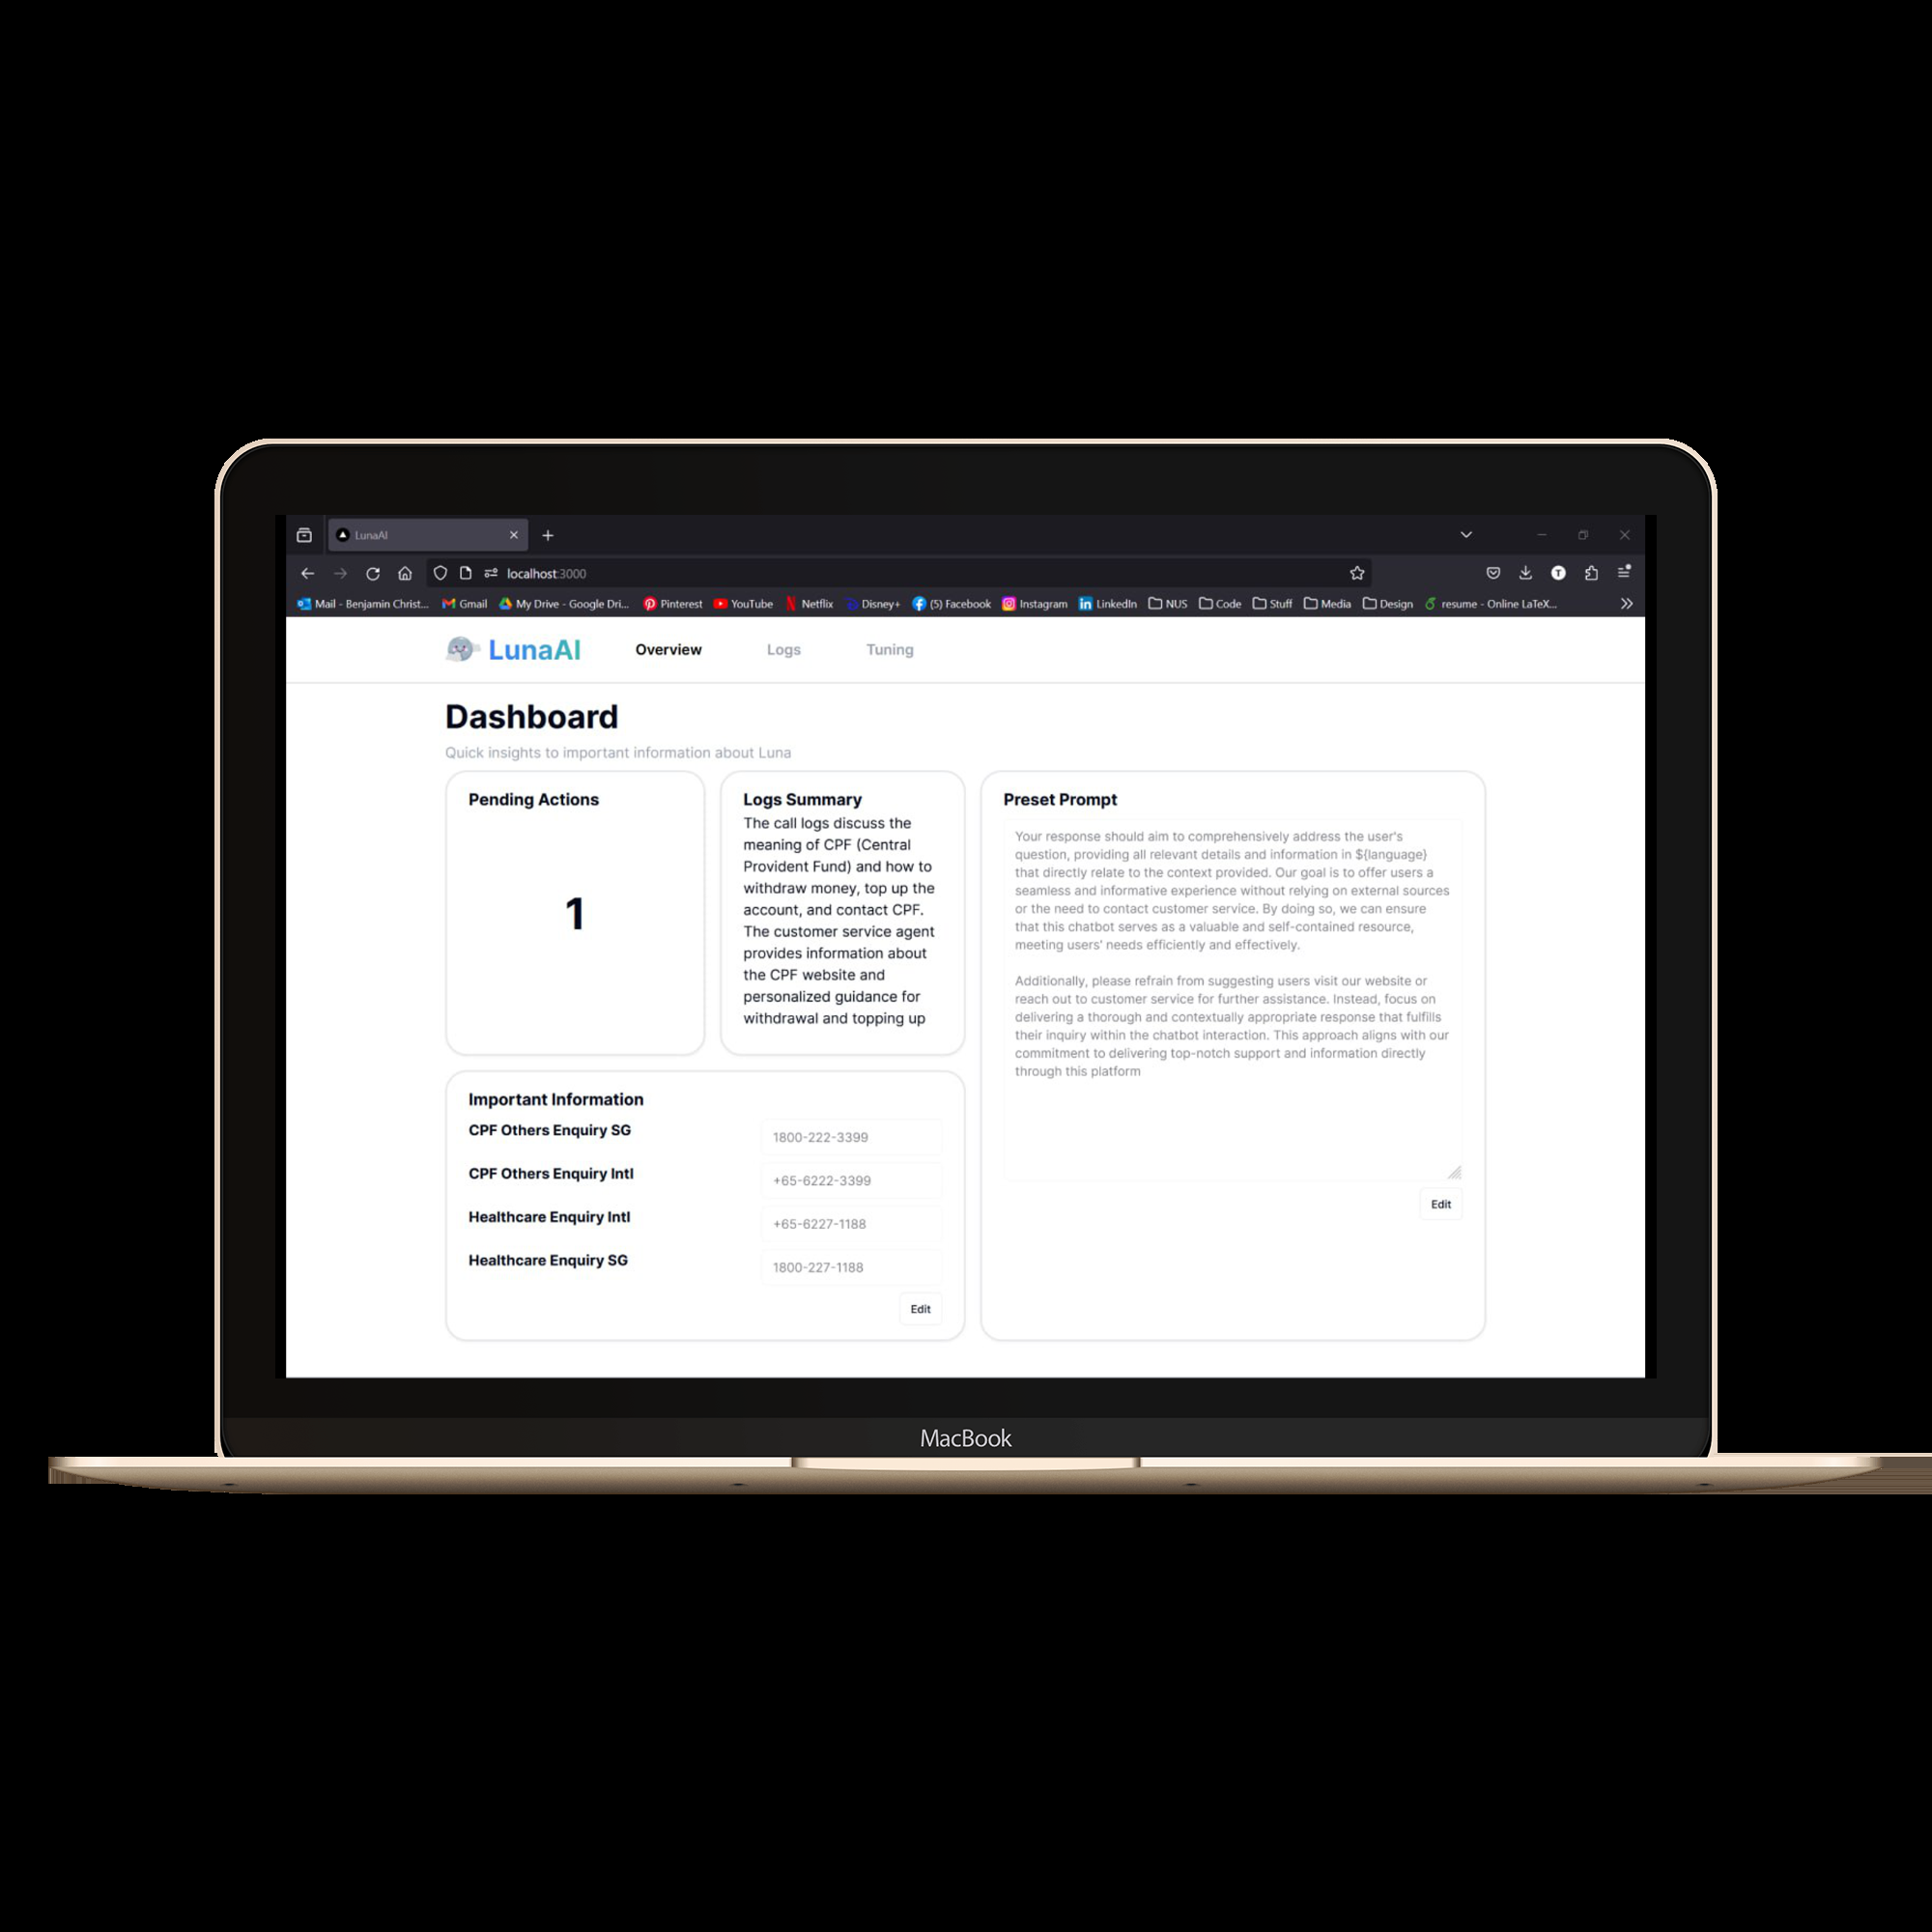 LunaAI
localhost:3000
Mail - Benjamin Christ... Gmail My Drive - Google Dri... Pinterest YouTube Netflix Disney+ (5) Facebook Instagram LinkedIn NUS Code Stuff Media Design resume - Online LaTeX...
LunaAI Overview Logs Tuning
Dashboard
Quick insights to important information about Luna
Pending Actions
1
Logs Summary
The call logs discuss the
meaning of CPF (Central
Provident Fund) and how to
withdraw money, top up the
account, and contact CPF.
The customer service agent
provides information about
the CPF website and
personalized guidance for
withdrawal and topping up
Preset Prompt
Your response should aim to comprehensively address the user's
question, providing all relevant details and information in ${language}
that directly relate to the context provided. Our goal is to offer users a
seamless and informative experience without relying on external sources
or the need to contact customer service. By doing so, we can ensure
that this chatbot serves as a valuable and self-contained resource,
meeting users' needs efficiently and effectively.
Additionally, please refrain from suggesting users visit our website or
reach out to customer service for further assistance. Instead, focus on
delivering a thorough and contextually appropriate response that fulfills
their inquiry within the chatbot interaction. This approach aligns with our
commitment to delivering top-notch support and information directly
through this platform
Edit
Important Information
CPF Others Enquiry SG 1800-222-3399
CPF Others Enquiry Intl +65-6222-3399
Healthcare Enquiry Intl +65-6227-1188
Healthcare Enquiry SG 1800-227-1188
Edit
MacBook